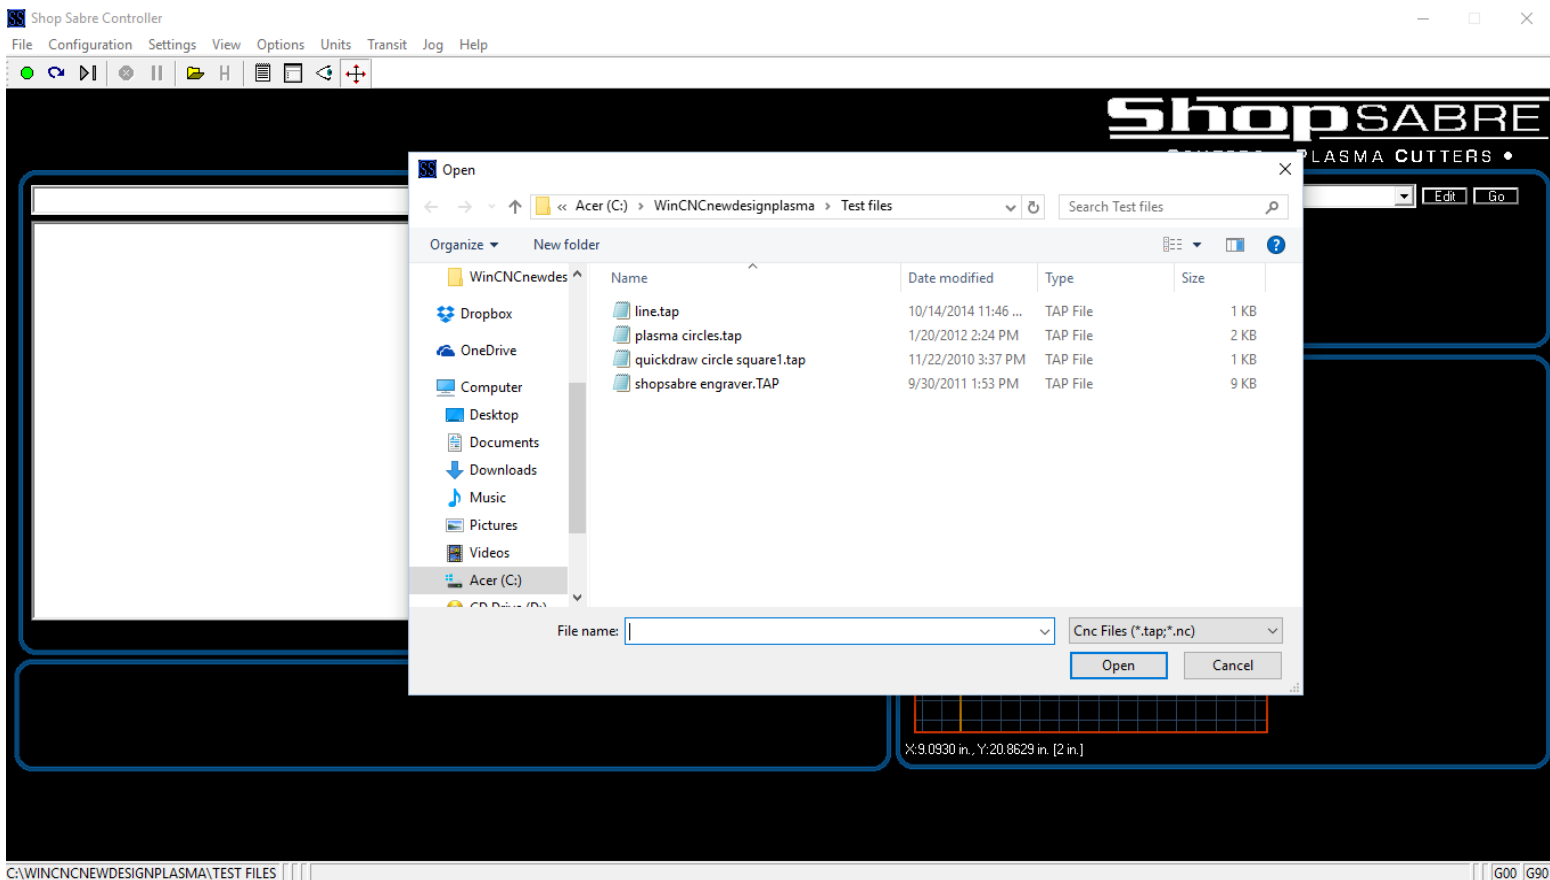 SS Shop Sabre Controller
File Configuration Settings View Options Units Transit Jog Help
H
ShopSABRE
PLASMA CUTTERS •
SS Open
« Acer (C:) › WinCNCnewdesignplasma › Test files
Search Test files
Edit Go
Organize New folder
?
WinCNCnewdes
Name Date modified Type Size
Dropbox
OneDrive
Computer
Desktop
Documents
Downloads
Music
Pictures
Videos
Acer (C:)
CD Drive (D:)
line.tap 10/14/2014 11:46 ... TAP File 1 KB
plasma circles.tap 1/20/2012 2:24 PM TAP File 2 KB
quickdraw circle square1.tap 11/22/2010 3:37 PM TAP File 1 KB
shopsabre engraver.TAP 9/30/2011 1:53 PM TAP File 9 KB
File name:
Cnc Files (*.tap;*.nc)
Open Cancel
X:9.0930 in., Y:20.8629 in. [2 in.]
C:\WINCNCNEWDESIGNPLASMA\TEST FILES
G00 G90